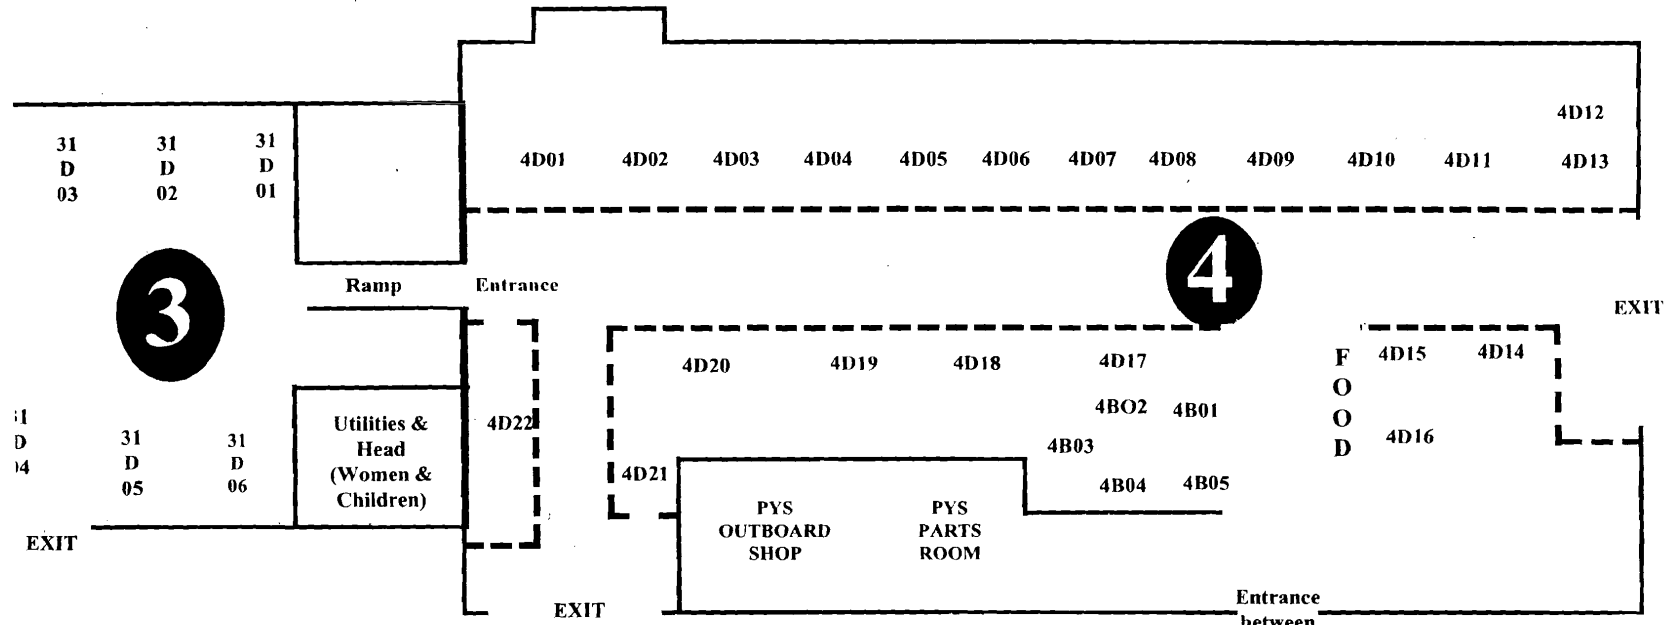 4D12
31 D 03
31 D 02
31 D 01
4D01 4D02 4D03 4D04 4D05 4D06 4D07 4D08 4D09 4D10 4D11 4D13
3
4
Ramp
Entrance
EXIT
4D20 4D19 4D18 4D17
FOOD
4D15 4D14
4BO2 4B01
4D22
4D16
4B03
4D21
4B04 4B05
31 D 05
31 D 06
Utilities &
Head
(Women &
Children)
PYS
OUTBOARD
SHOP
PYS
PARTS
ROOM
EXIT
EXIT
Entrance
between